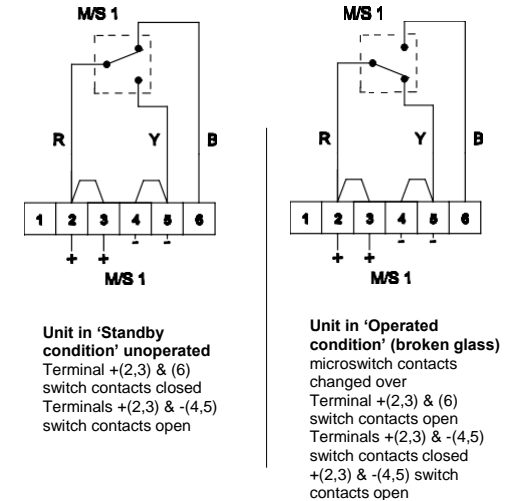 M/S 1
R Y B
1 2 3 4 5 6
+ + - -
M/S 1
Unit in ‘Standby
condition’ unoperated
Terminal +(2,3) & (6)
switch contacts closed
Terminals +(2,3) & -(4,5)
switch contacts open
M/S 1
R Y B
1 2 3 4 5 6
+ + - -
M/S 1
Unit in ‘Operated
condition’ (broken glass)
microswitch contacts
changed over
Terminal +(2,3) & (6)
switch contacts open
Terminals +(2,3) & -(4,5)
switch contacts closed
+(2,3) & -(4,5) switch
contacts open